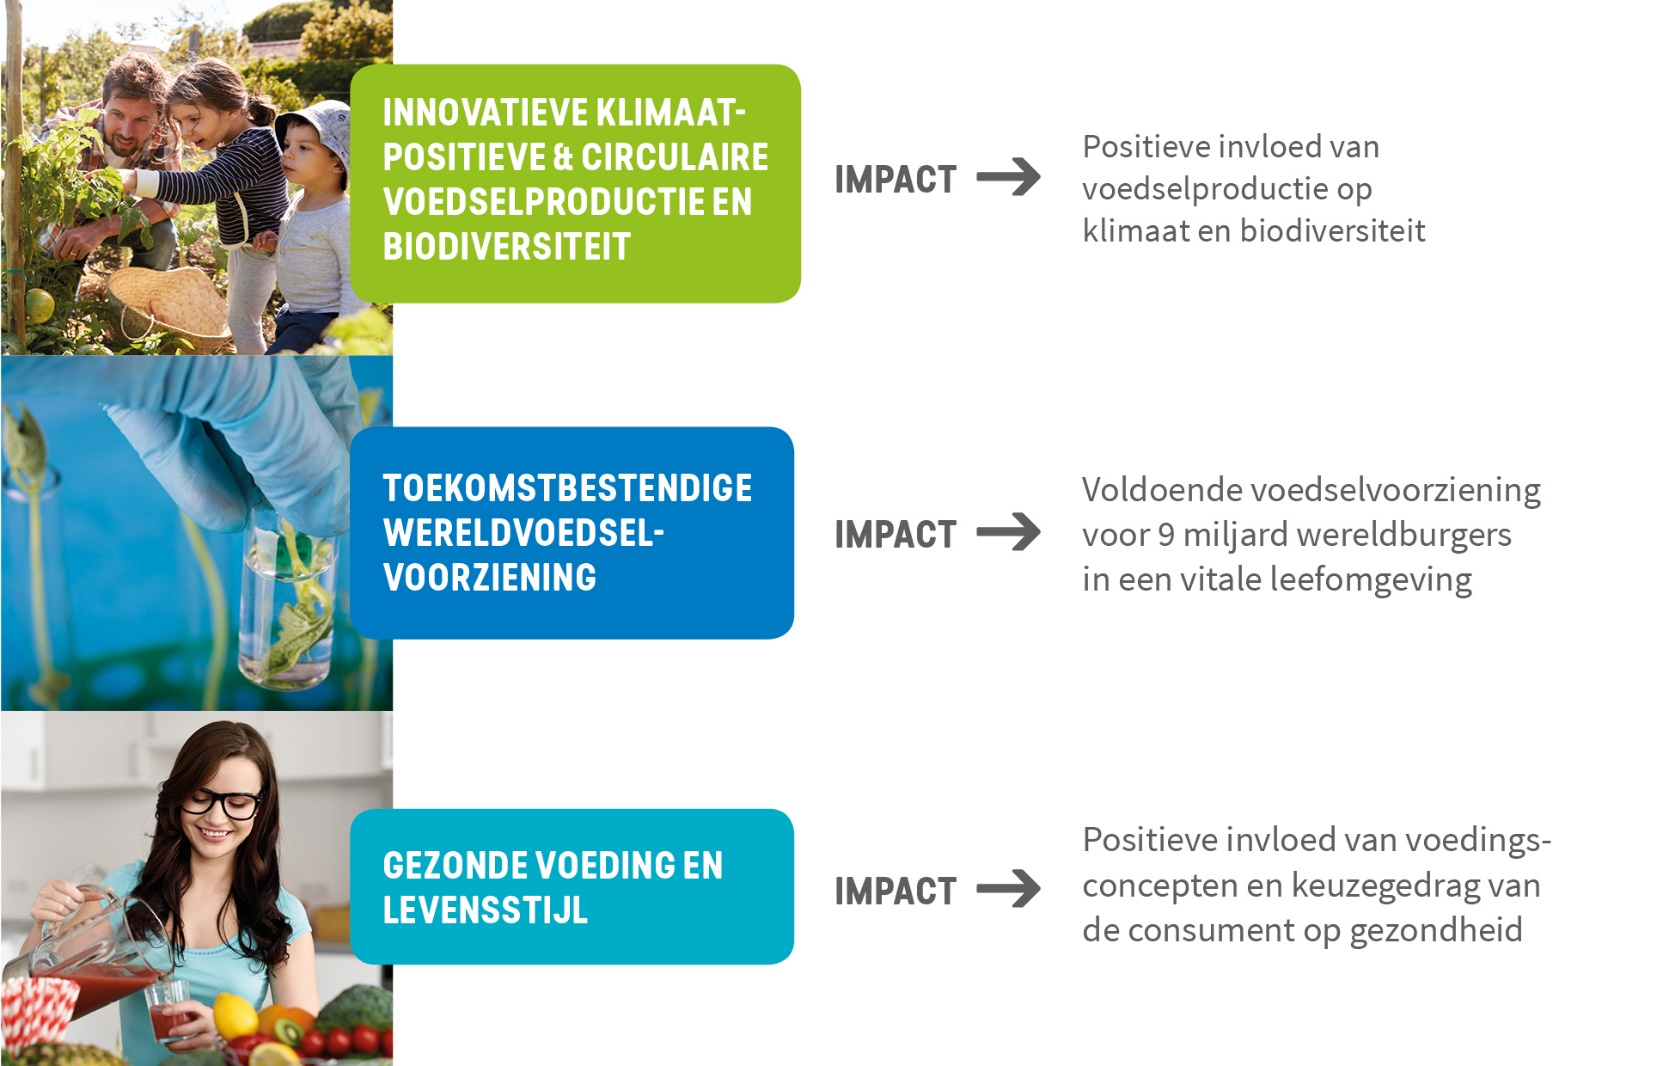 INNOVATIEVE KLIMAAT-
POSITIEVE & CIRCULAIRE
VOEDSELPRODUCTIE EN
BIODIVERSITEIT
IMPACT
Positieve invloed van
voedselproductie op
klimaat en biodiversiteit
TOEKOMSTBESTENDIGE
WERELDVOEDSEL-
VOORZIENING
IMPACT
Voldoende voedselvoorziening
voor 9 miljard wereldburgers
in een vitale leefomgeving
GEZONDE VOEDING EN
LEVENSSTIJL
IMPACT
Positieve invloed van voedings-
concepten en keuzegedrag van
de consument op gezondheid